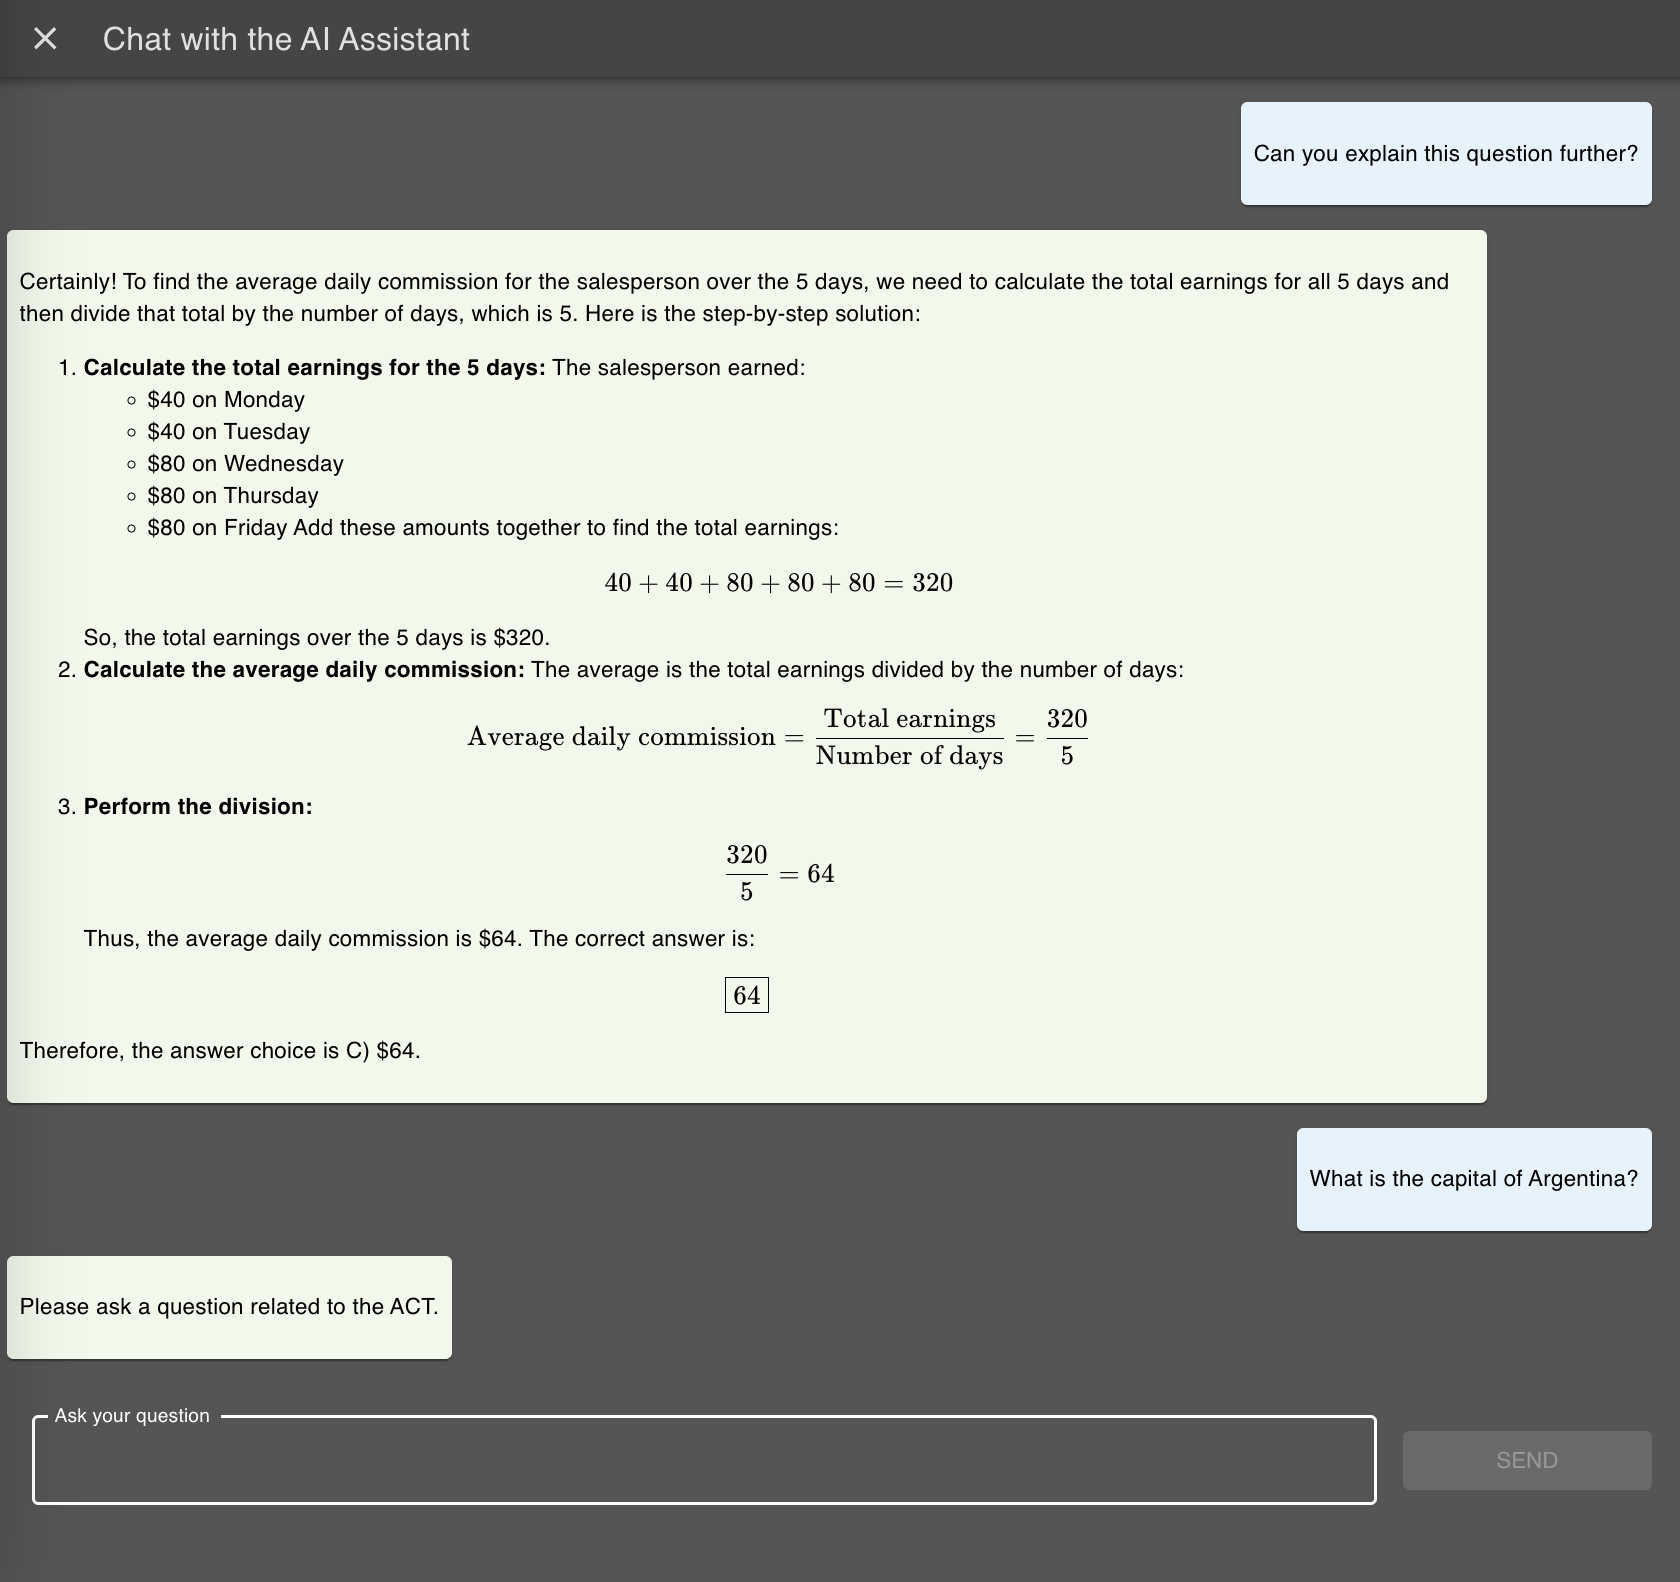 Chat with the AI Assistant
Can you explain this question further?
Certainly! To find the average daily commission for the salesperson over the 5 days, we need to calculate the total earnings for all 5 days and
then divide that total by the number of days, which is 5. Here is the step-by-step solution:
1. Calculate the total earnings for the 5 days: The salesperson earned:
◦ $40 on Monday
◦ $40 on Tuesday
◦ $80 on Wednesday
◦ $80 on Thursday
◦ $80 on Friday Add these amounts together to find the total earnings:
40 + 40 + 80 + 80 + 80 = 320
So, the total earnings over the 5 days is $320.
2. Calculate the average daily commission: The average is the total earnings divided by the number of days:
Average daily commission = Total earnings / Number of days = 320 / 5
3. Perform the division:
320 / 5 = 64
Thus, the average daily commission is $64. The correct answer is:
64
Therefore, the answer choice is C) $64.
What is the capital of Argentina?
Please ask a question related to the ACT.
Ask your question
SEND